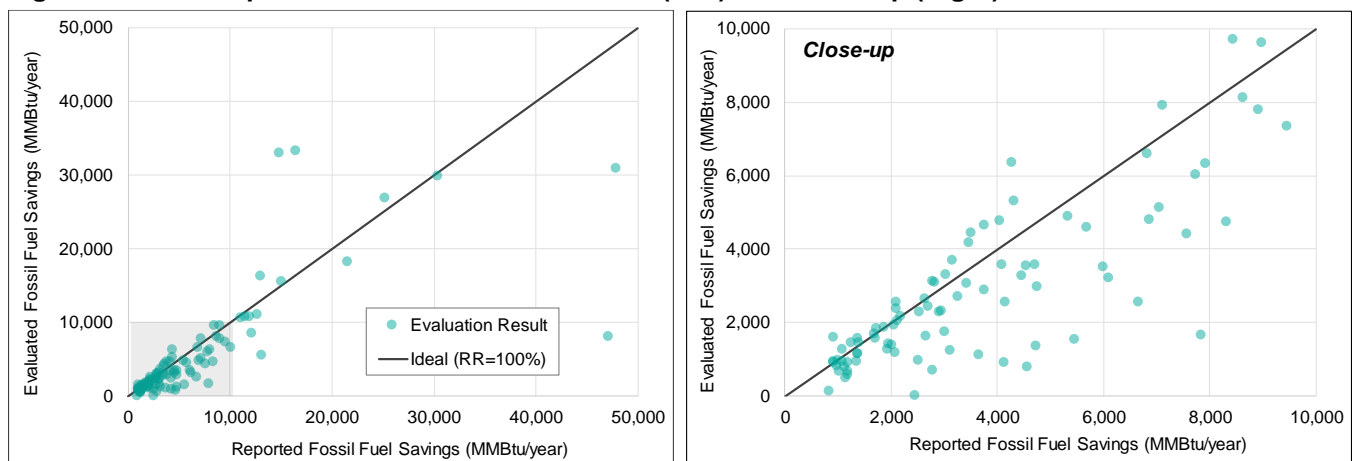 50,000
40,000
30,000
20,000
10,000
0
Evaluated Fossil Fuel Savings (MMBtu/year)
Evaluation Result
Ideal (RR=100%)
0 10,000 20,000 30,000 40,000 50,000
Reported Fossil Fuel Savings (MMBtu/year)
Close-up
10,000
8,000
6,000
4,000
2,000
0
Evaluated Fossil Fuel Savings (MMBtu/year)
0 2,000 4,000 6,000 8,000 10,000
Reported Fossil Fuel Savings (MMBtu/year)